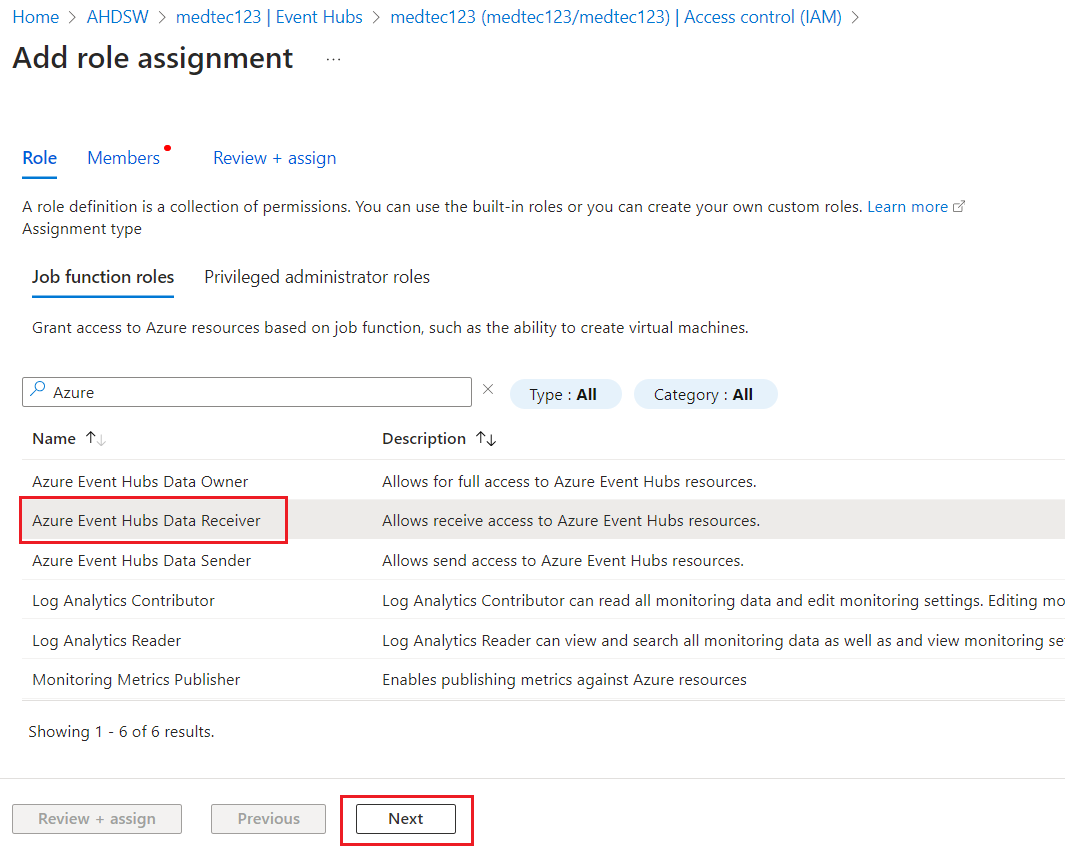 Home > AHDSW > medtec123 | Event Hubs > medtec123 (medtec123/medtec123) | Access control (IAM) >
Add role assignment ...
Role Members Review + assign
A role definition is a collection of permissions. You can use the built-in roles or you can create your own custom roles. Learn more
Assignment type
Job function roles Privileged administrator roles
Grant access to Azure resources based on job function, such as the ability to create virtual machines.
Azure Type : All Category : All
Name Description
Azure Event Hubs Data Owner Allows for full access to Azure Event Hubs resources.
Azure Event Hubs Data Receiver Allows receive access to Azure Event Hubs resources.
Azure Event Hubs Data Sender Allows send access to Azure Event Hubs resources.
Log Analytics Contributor Log Analytics Contributor can read all monitoring data and edit monitoring settings. Editing mo
Log Analytics Reader Log Analytics Reader can view and search all monitoring data as well as and view monitoring se
Monitoring Metrics Publisher Enables publishing metrics against Azure resources
Showing 1 - 6 of 6 results.
Review + assign Previous Next